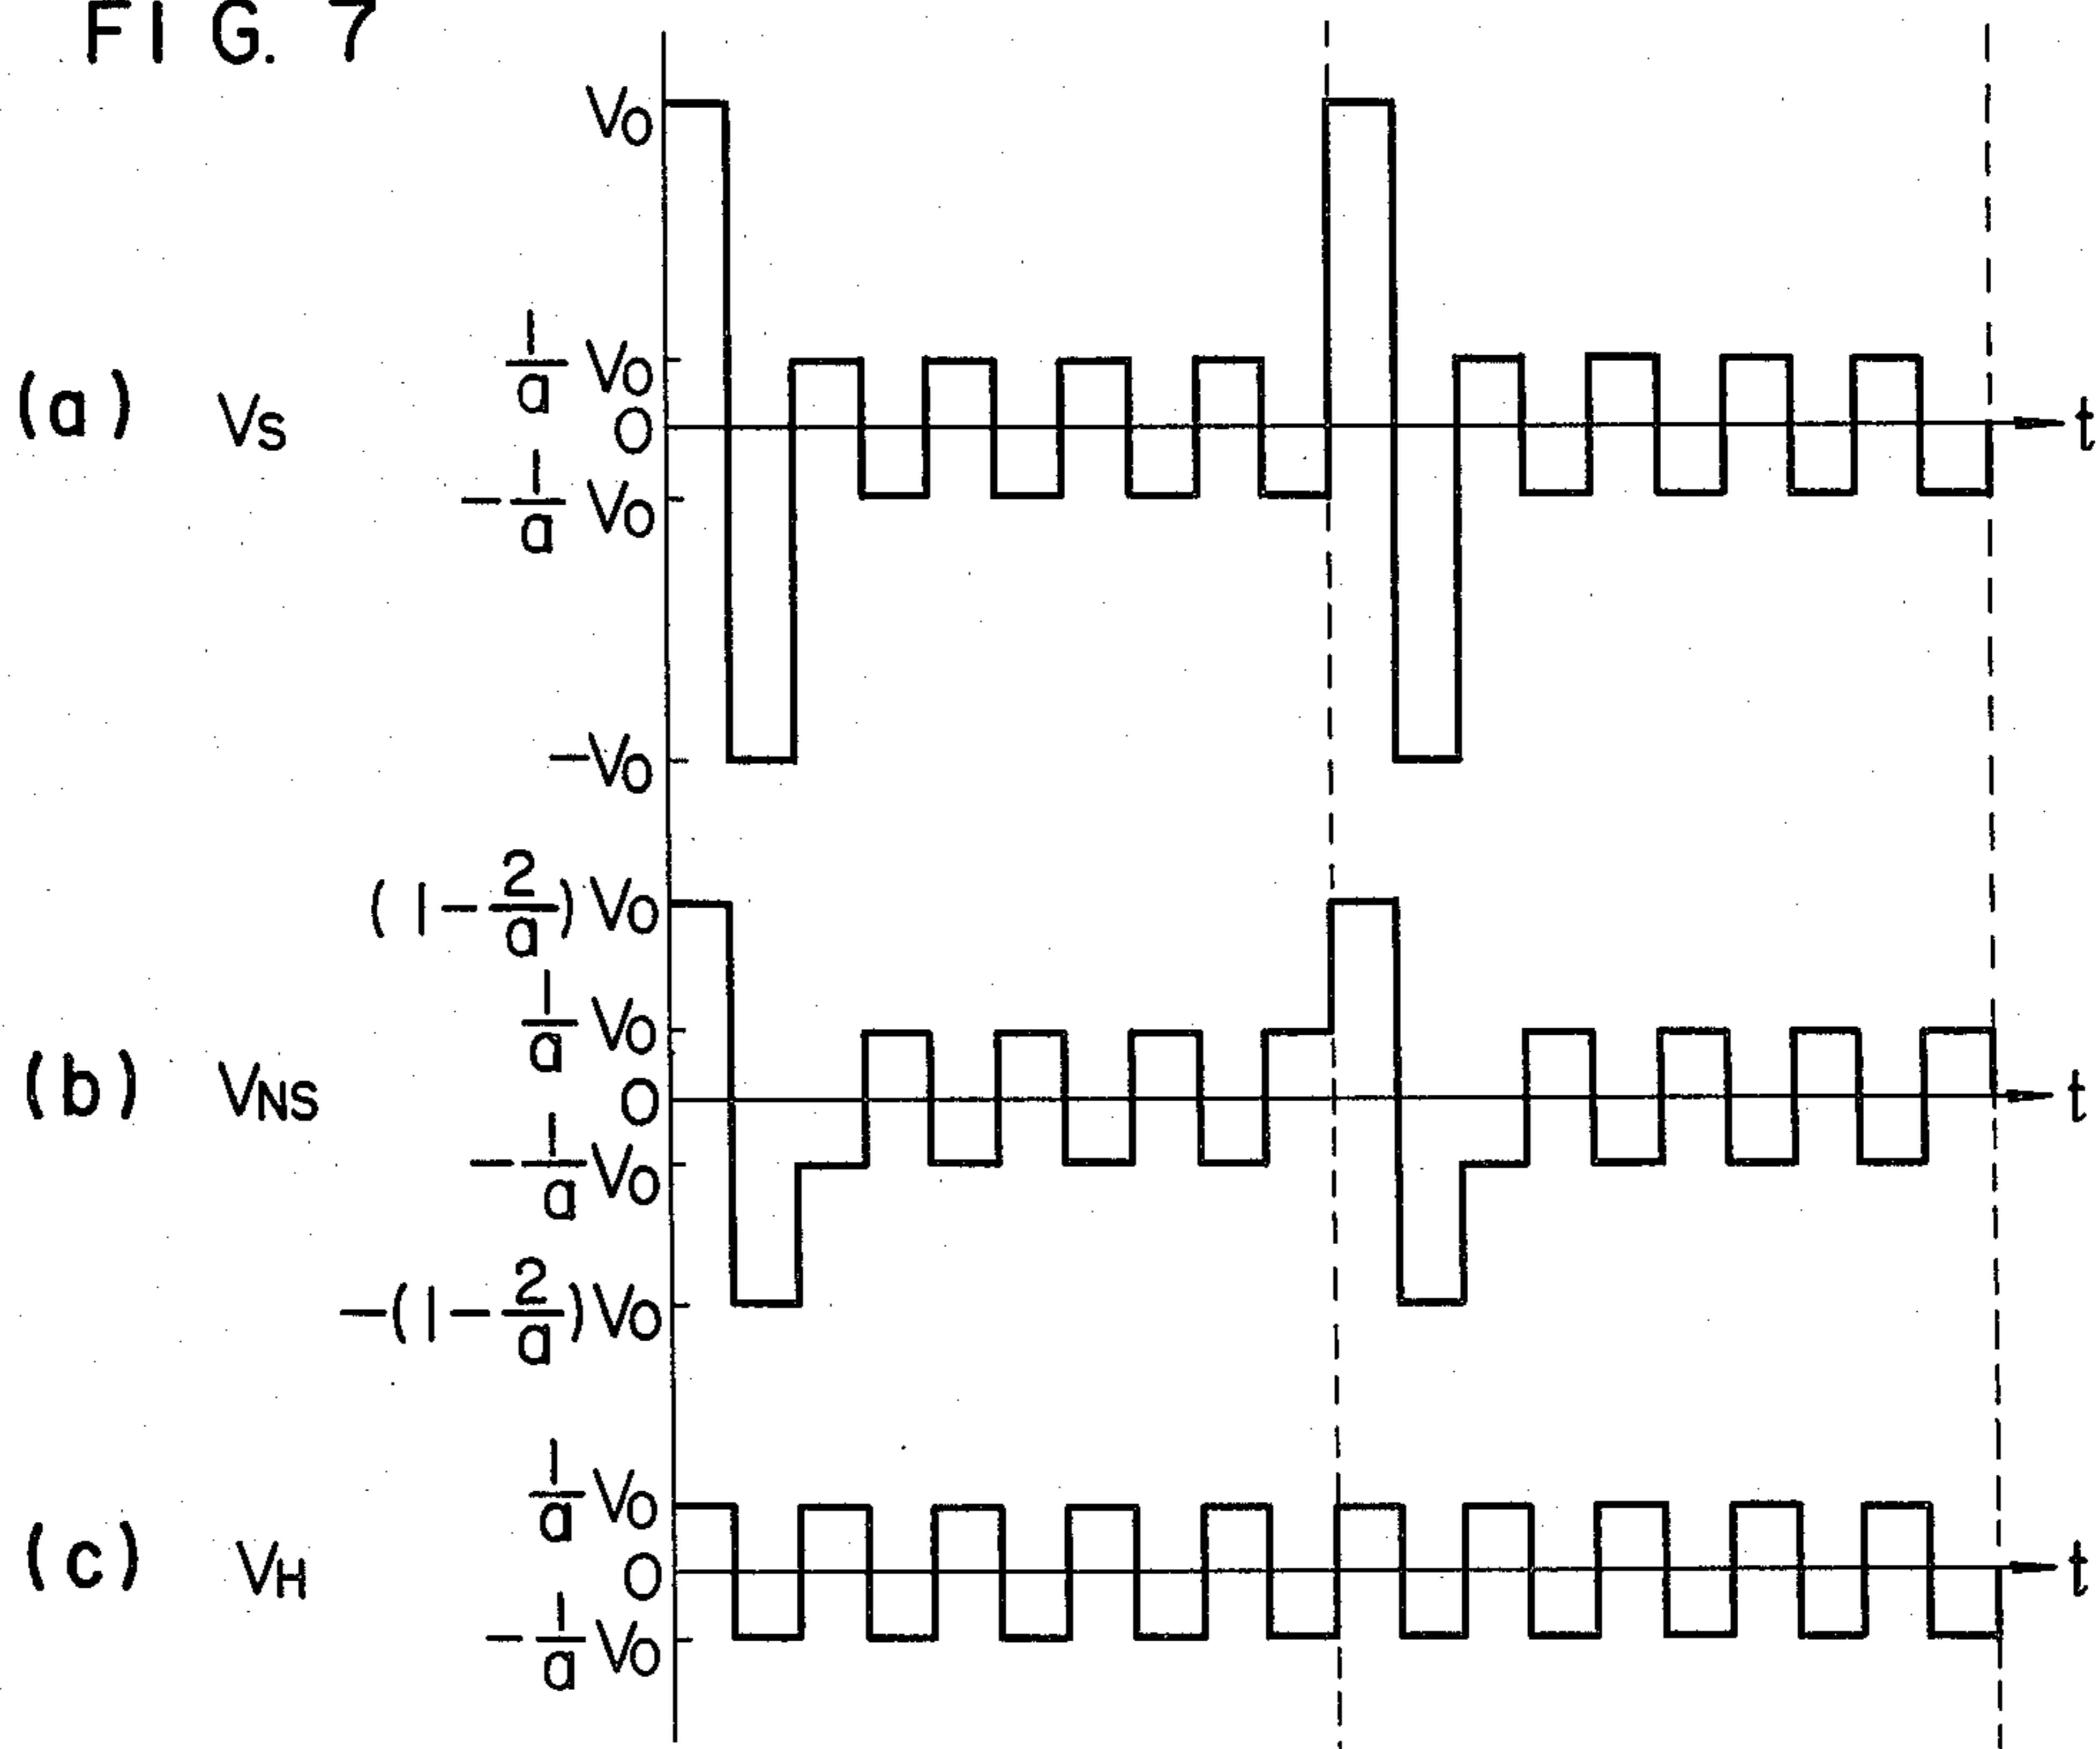 FIG. 7
V₀
1/a V₀
(a) Vs 0 t
-1/a V₀
-V₀
(1-2/a)V₀
1/a V₀
(b) VNS 0 t
-1/a V₀
-(1-2/a)V₀
1/a V₀
(c) VH 0 t
-1/a V₀